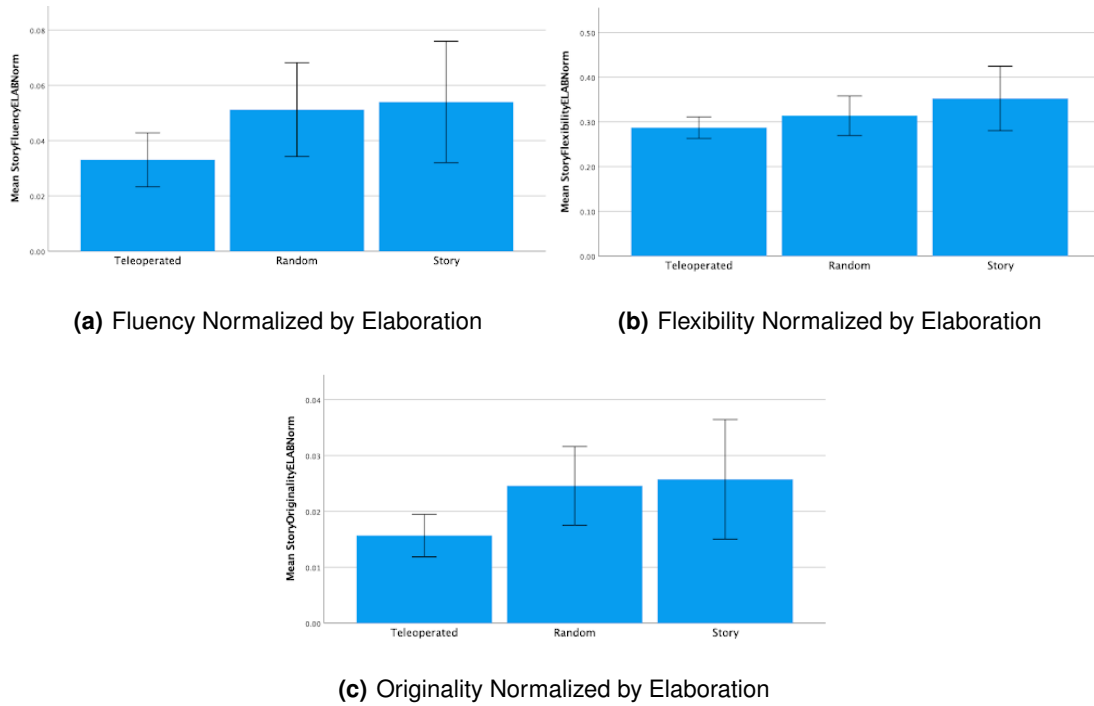 Mean StoryFluencyELABNorm
0.08
0.06
0.04
0.02
0.00
Teleoperated Random Story
(a) Fluency Normalized by Elaboration
Mean StoryFlexibilityELABNorm
0.50
0.40
0.30
0.20
0.10
0.00
Teleoperated Random Story
(b) Flexibility Normalized by Elaboration
Mean StoryOriginalityELABNorm
0.04
0.03
0.02
0.01
0.00
Teleoperated Random Story
(c) Originality Normalized by Elaboration